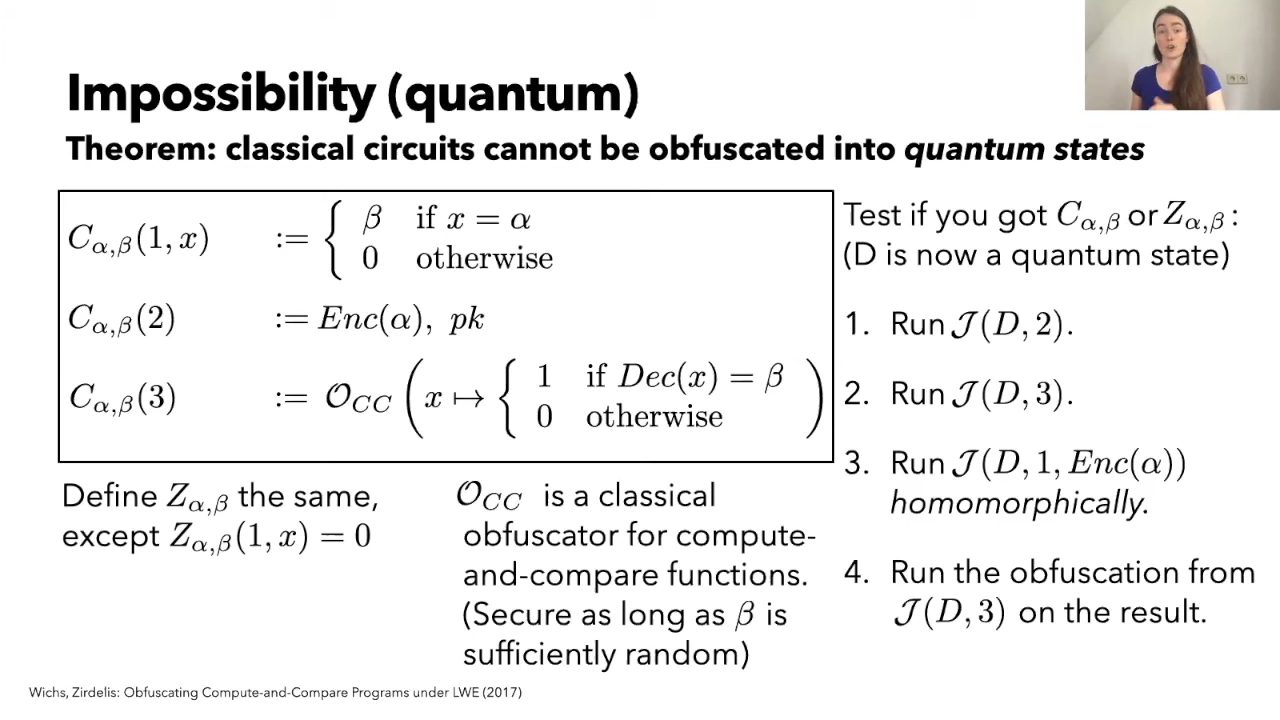 Impossibility (quantum)
Theorem: classical circuits cannot be obfuscated into quantum states
C_{α,β}(1, x) := { β if x = α
0 otherwise
C_{α,β}(2) := Enc(α), pk
C_{α,β}(3) := 𝒪_{CC} ( x ↦ { 1 if Dec(x) = β
0 otherwise )
Define Z_{α,β} the same,
except Z_{α,β}(1, x) = 0
𝒪_{CC} is a classical
obfuscator for compute-
and-compare functions.
(Secure as long as β is
sufficiently random)
Test if you got C_{α,β} or Z_{α,β} :
(D is now a quantum state)
1. Run 𝒥(D, 2).
2. Run 𝒥(D, 3).
3. Run 𝒥(D, 1, Enc(α))
homomorphically.
4. Run the obfuscation from
𝒥(D, 3) on the result.
Wichs, Zirdelis: Obfuscating Compute-and-Compare Programs under LWE (2017)